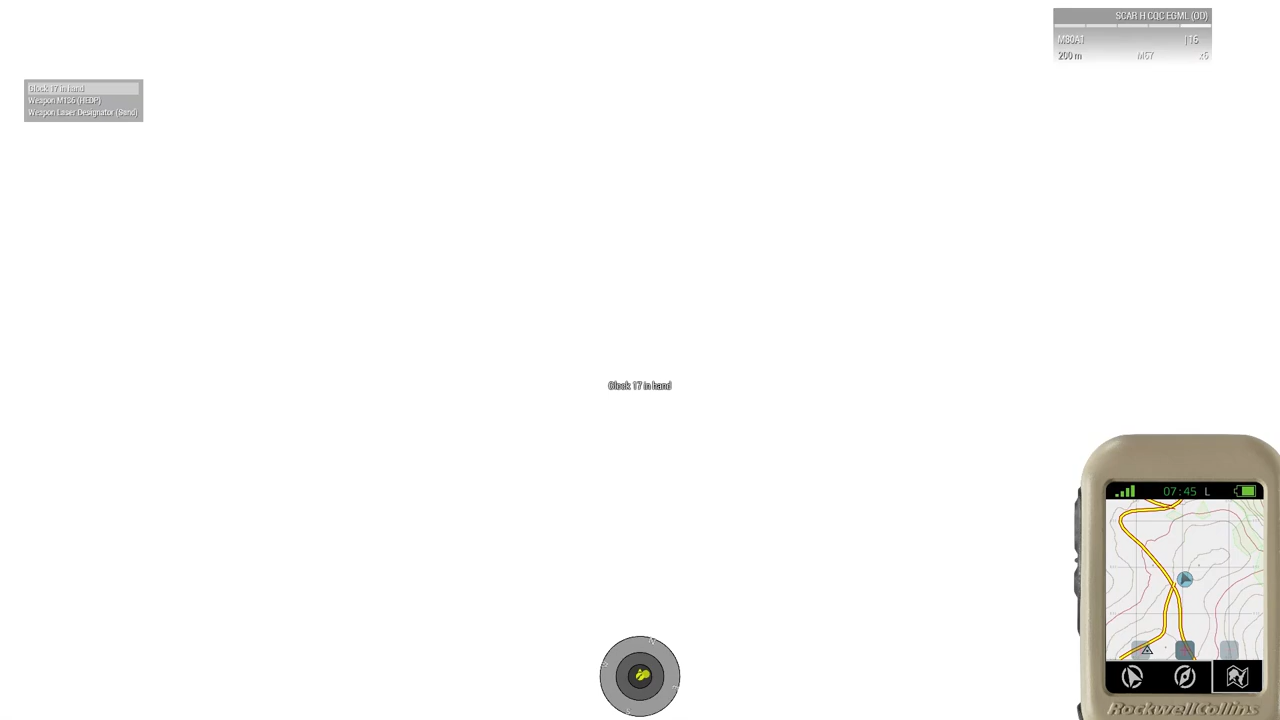 SCAR H CQC EGML (OD)
M80A1 |16
200 m M67 x6
Glock 17 in hand
Weapon M136 (HEDP)
Weapon Laser Designator (Sand)
Glock 17 in hand
07:45 L
N
RockwellCollins